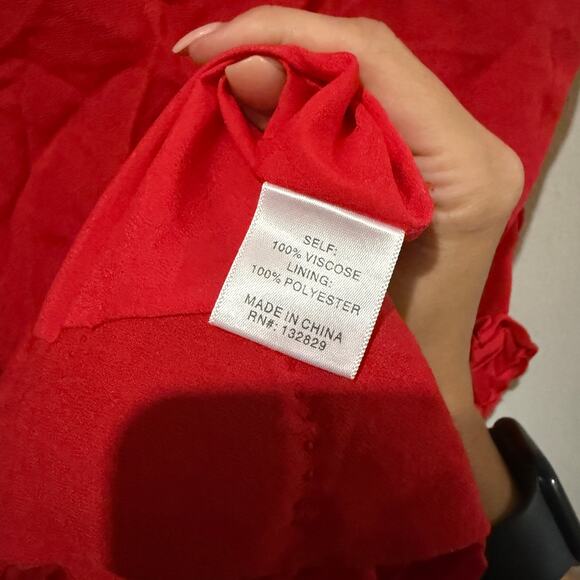 SELF:
100% VISCOSE
LINING:
100% POLYESTER
MADE IN CHINA
RN#: 132829